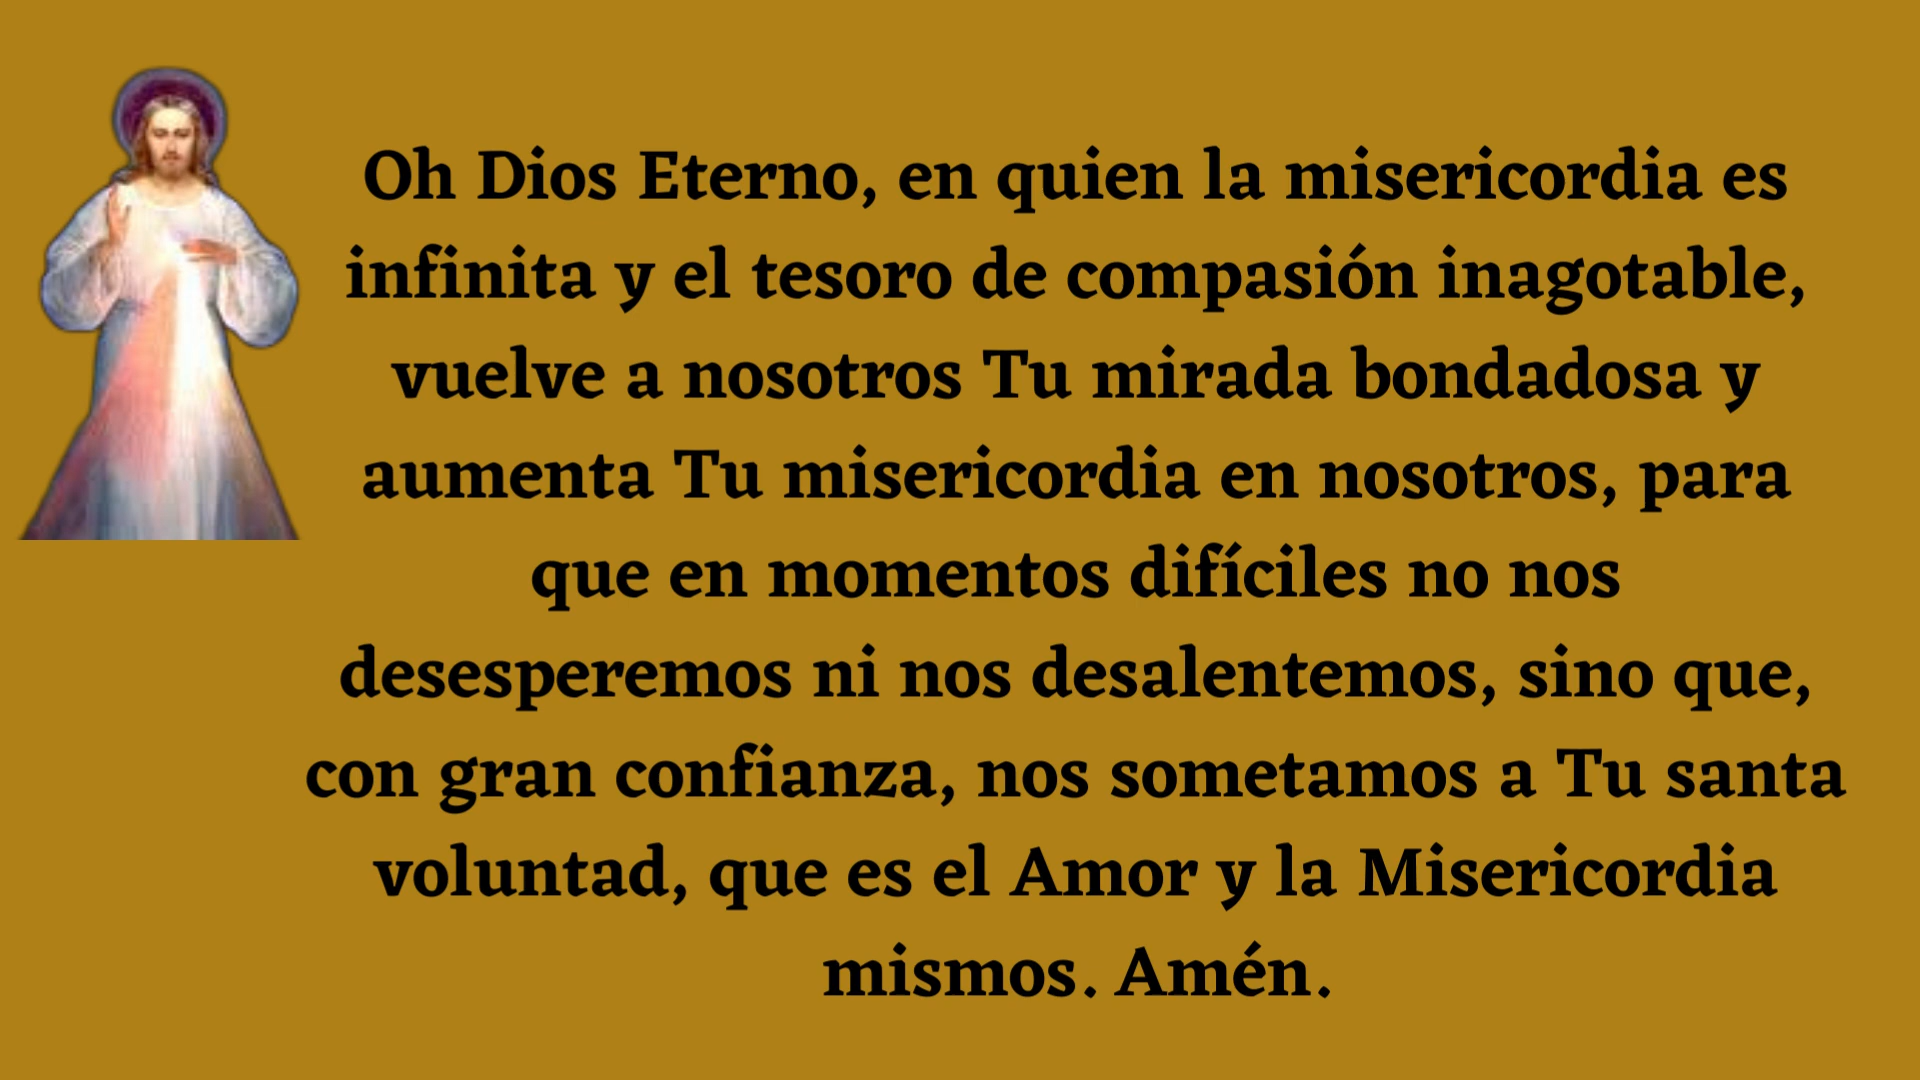 Oh Dios Eterno, en quien la misericordia es
infinita y el tesoro de compasión inagotable,
vuelve a nosotros Tu mirada bondadosa y
aumenta Tu misericordia en nosotros, para
que en momentos difíciles no nos
desesperemos ni nos desalentemos, sino que,
con gran confianza, nos sometamos a Tu santa
voluntad, que es el Amor y la Misericordia
mismos. Amén.